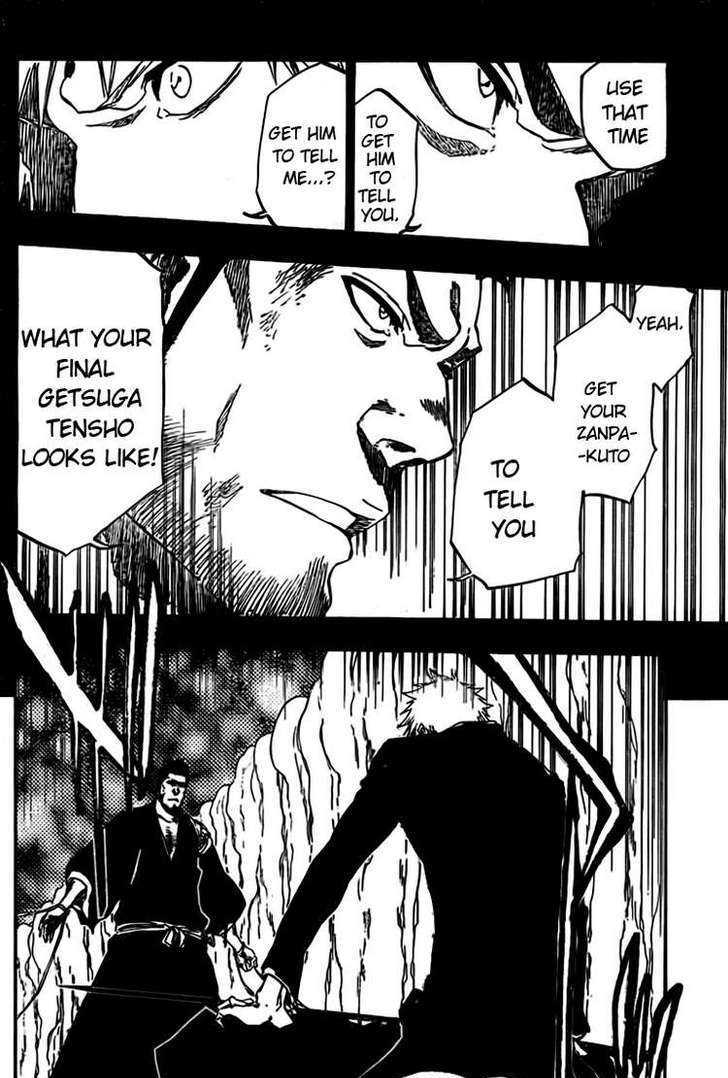 USE
THAT
TIME
TO
GET
HIM
TO
TELL
YOU.
GET HIM
TO TELL
ME...?
YEAH.
GET
YOUR
ZANPA-
-KUTO
TO
TELL
YOU
WHAT YOUR
FINAL
GETSUGA
TENSHO
LOOKS LIKE!